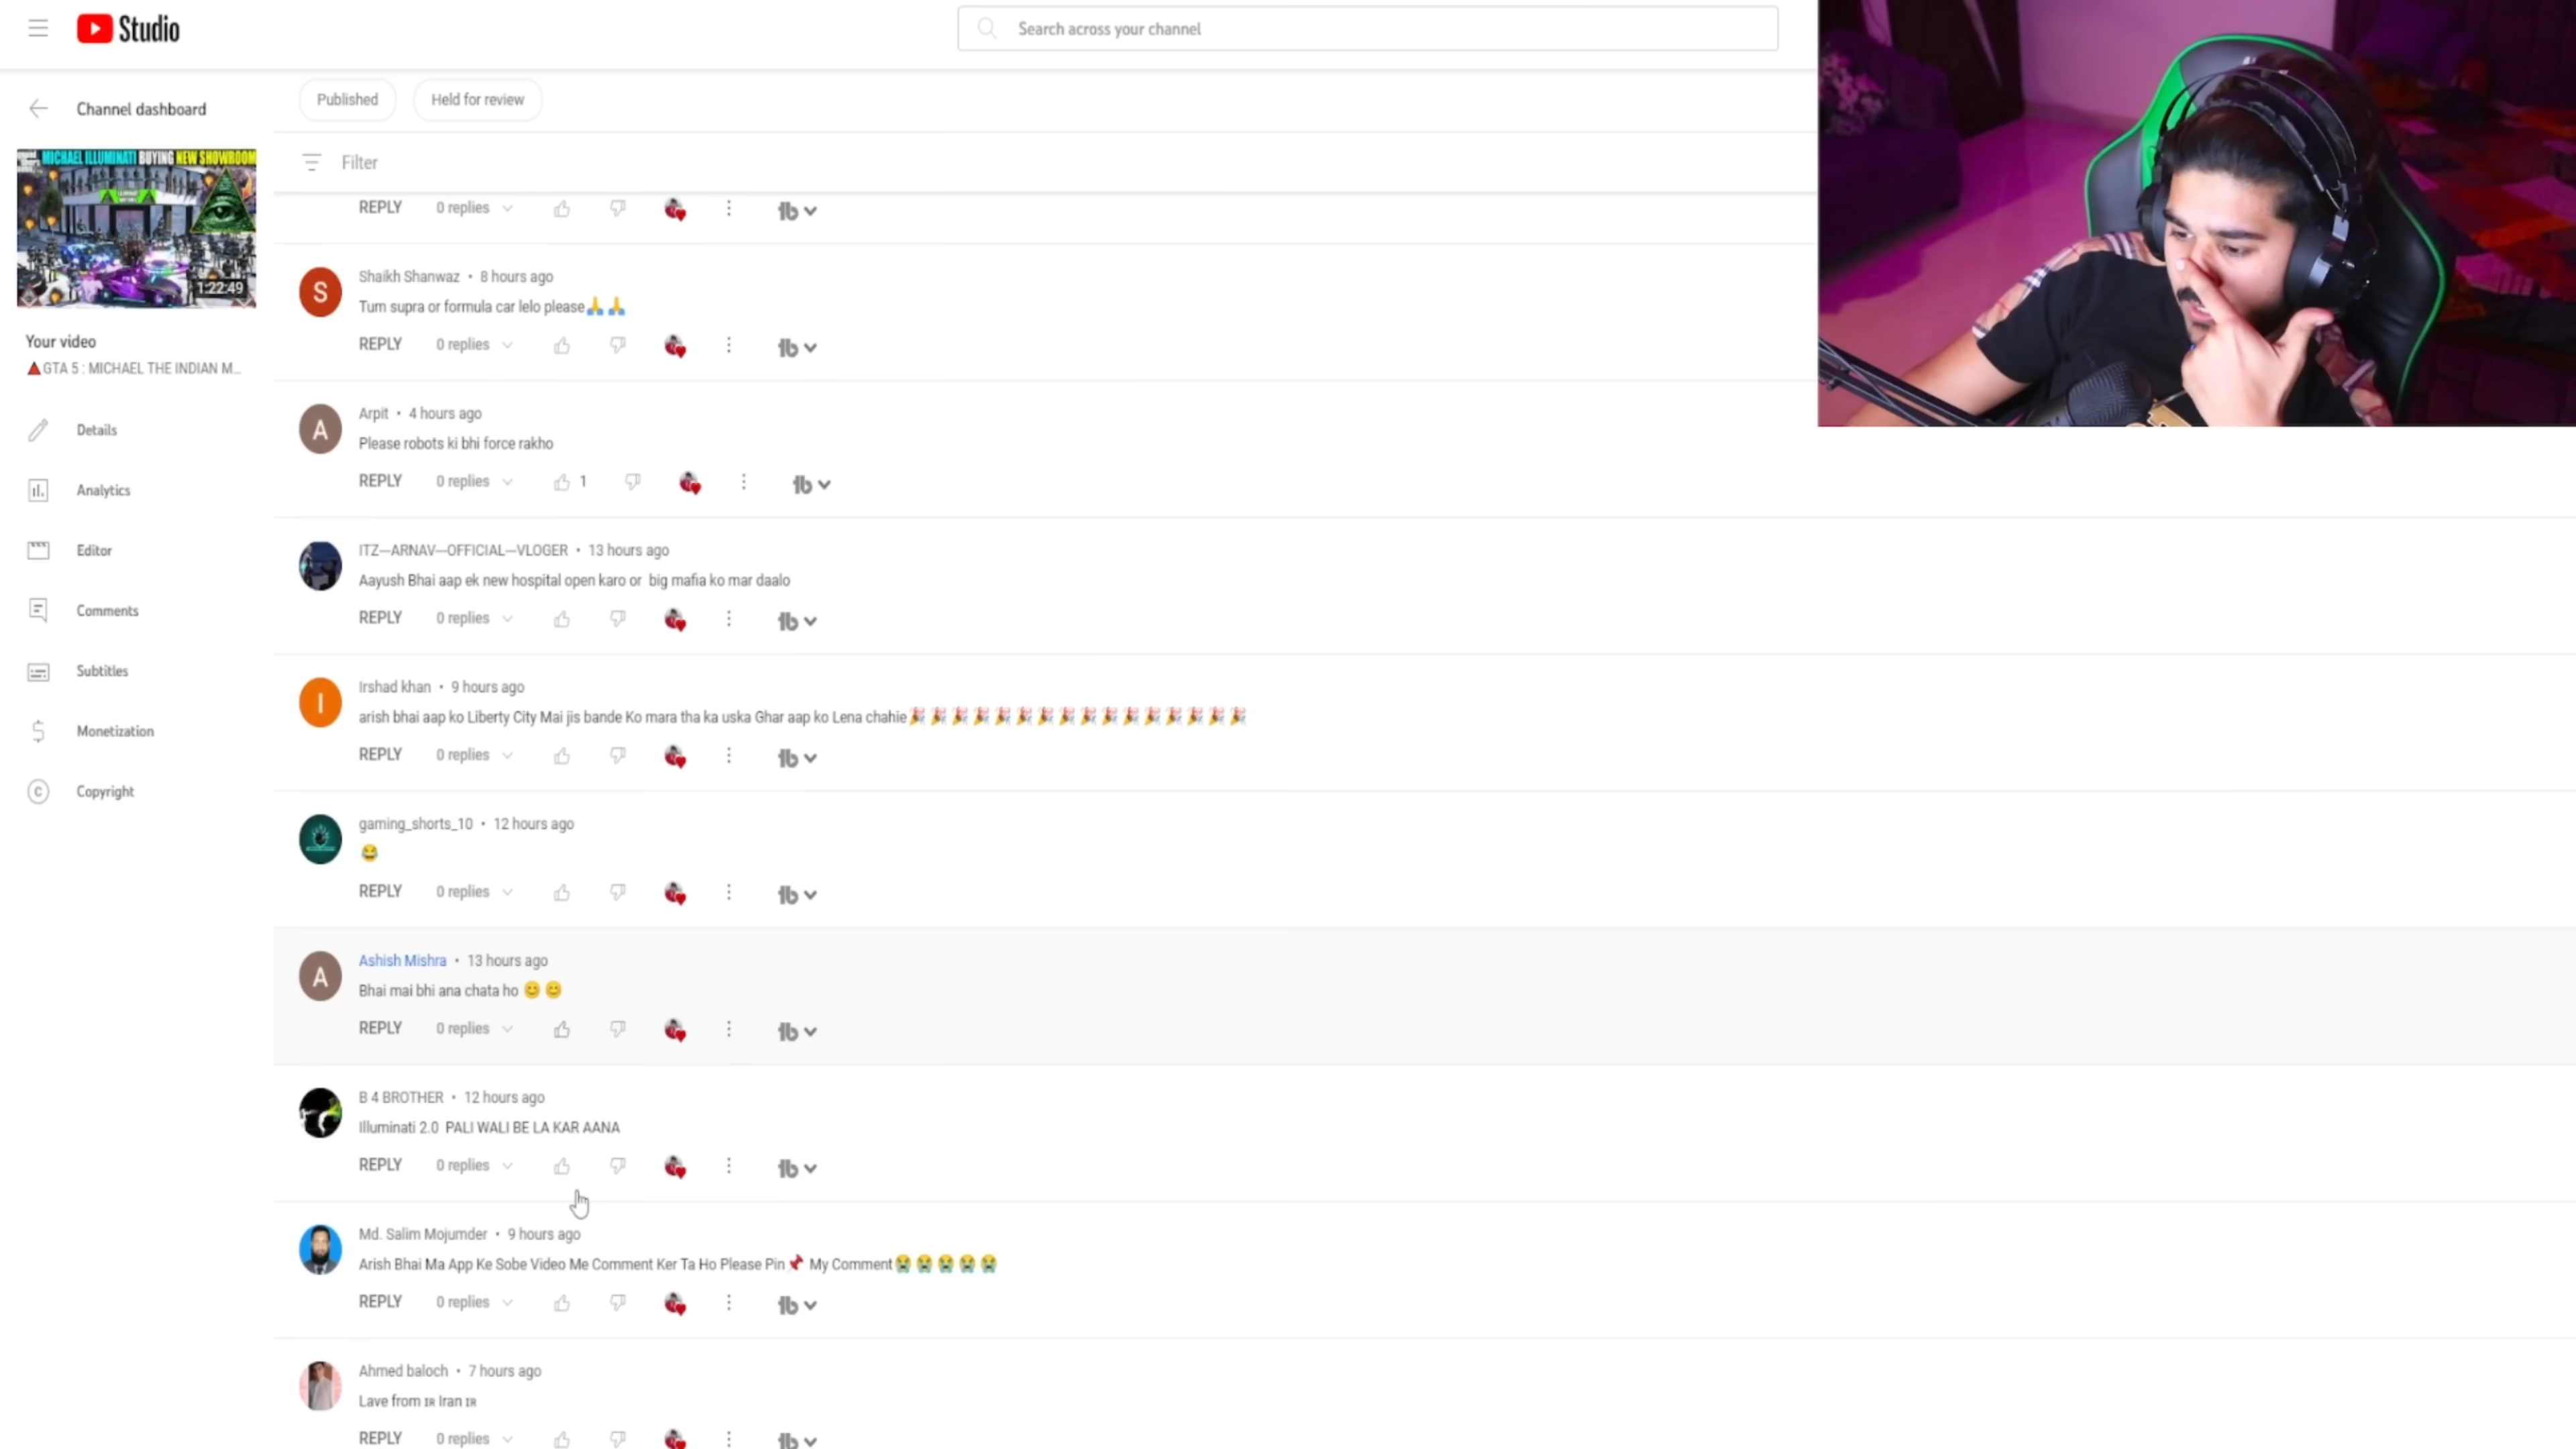 Studio
Search across your channel
Channel dashboard
MICHAEL ILLUMINATI BUYING NEW SHOWROOM
1:22:49
Your video
GTA 5 : MICHAEL THE INDIAN M...
Details
Analytics
Editor
Comments
Subtitles
Monetization
Copyright
Published Held for review
Filter
REPLY 0 replies
Shaikh Shanwaz • 8 hours ago
Tum supra or formula car lelo please🙏🙏
REPLY 0 replies
Arpit • 4 hours ago
Please robots ki bhi force rakho
REPLY 0 replies 1
ITZ---ARNAV---OFFICIAL---VLOGER • 13 hours ago
Aayush Bhai aap ek new hospital open karo or big mafia ko mar daalo
REPLY 0 replies
Irshad khan • 9 hours ago
arish bhai aap ko Liberty City Mai jis bande Ko mara tha ka uska Ghar aap ko Lena chahie🎉🎉🎉🎉🎉🎉🎉🎉🎉🎉🎉🎉🎉🎉🎉🎉
REPLY 0 replies
gaming_shorts_10 • 12 hours ago
😂
REPLY 0 replies
Ashish Mishra • 13 hours ago
Bhai mai bhi ana chata ho 😊😊
REPLY 0 replies
B 4 BROTHER • 12 hours ago
Illuminati 2.0 PALI WALI BE LA KAR AANA
REPLY 0 replies
Md. Salim Mojumder • 9 hours ago
Arish Bhai Ma App Ke Sobe Video Me Comment Ker Ta Ho Please Pin📌 My Comment😭😭😭😭😭
REPLY 0 replies
Ahmed baloch • 7 hours ago
Lave from 🇮🇷 Iran 🇮🇷
REPLY 0 replies